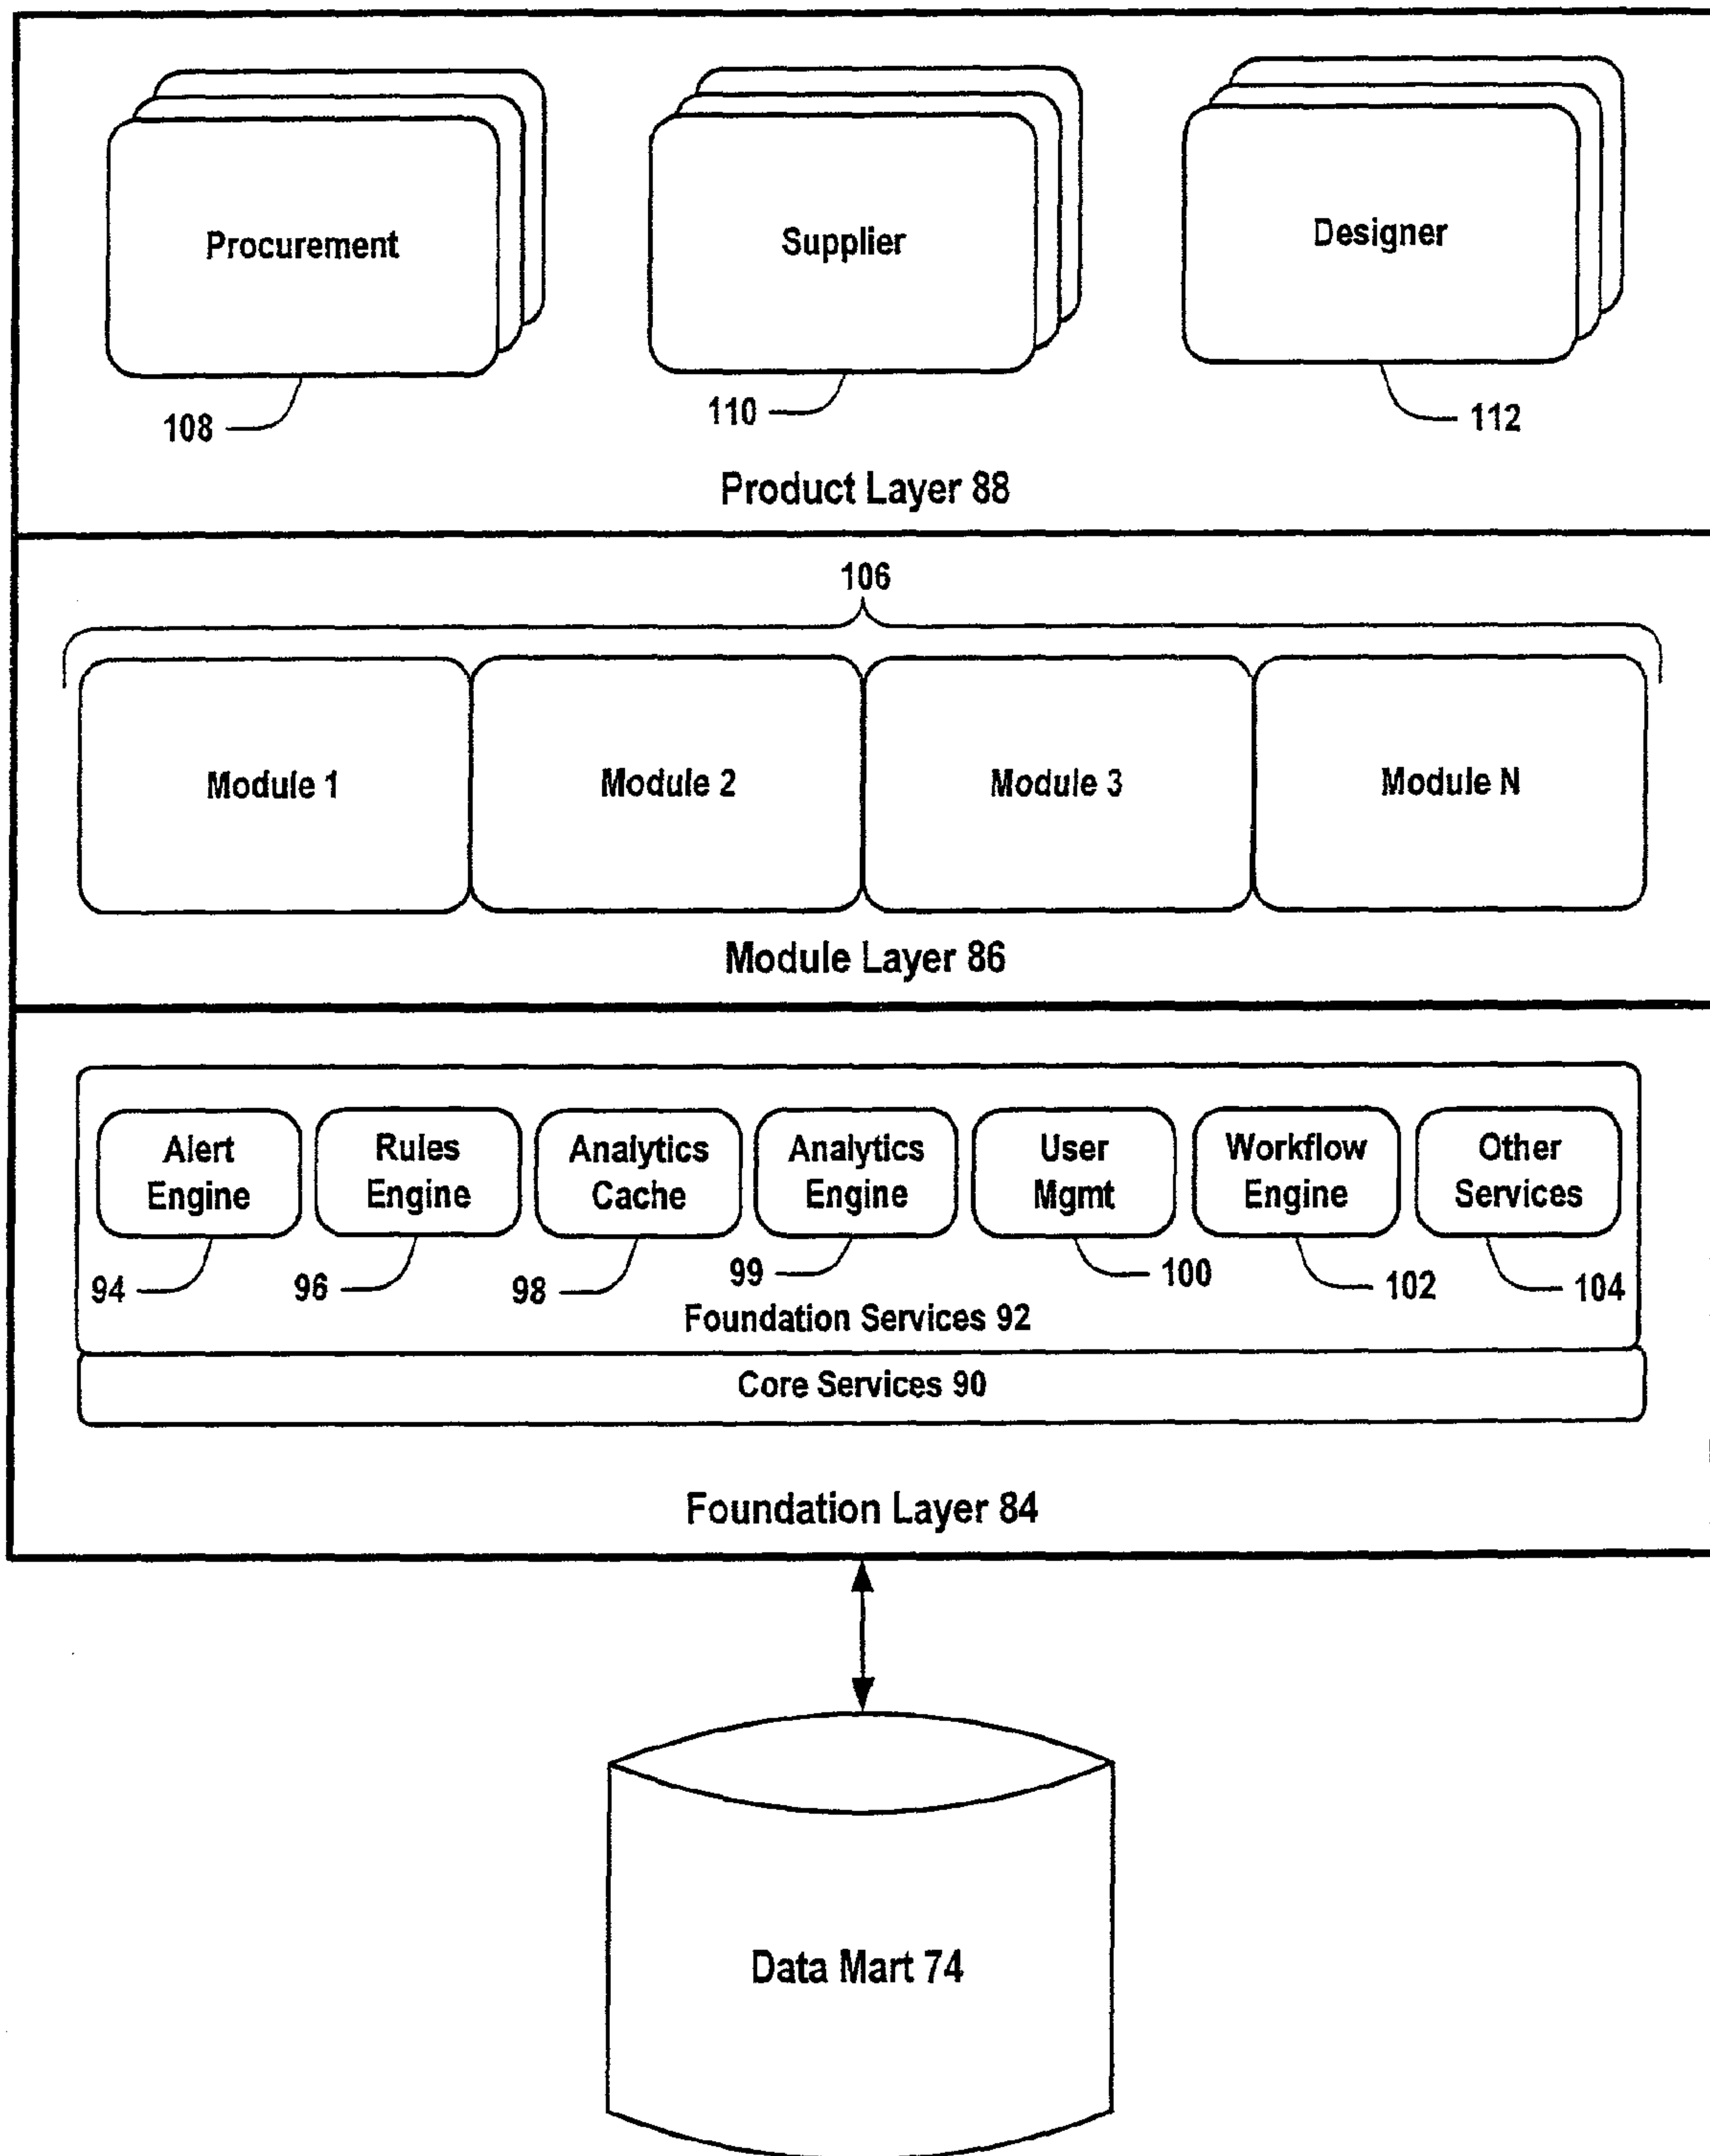 Procurement
Supplier
Designer
108
110
112
Product Layer 88
106
Module 1
Module 2
Module 3
Module N
Module Layer 86
Alert
Engine
Rules
Engine
Analytics
Cache
Analytics
Engine
User
Mgmt
Workflow
Engine
Other
Services
94
96
98
99
100
102
104
Foundation Services 92
Core Services 90
Foundation Layer 84
Data Mart 74